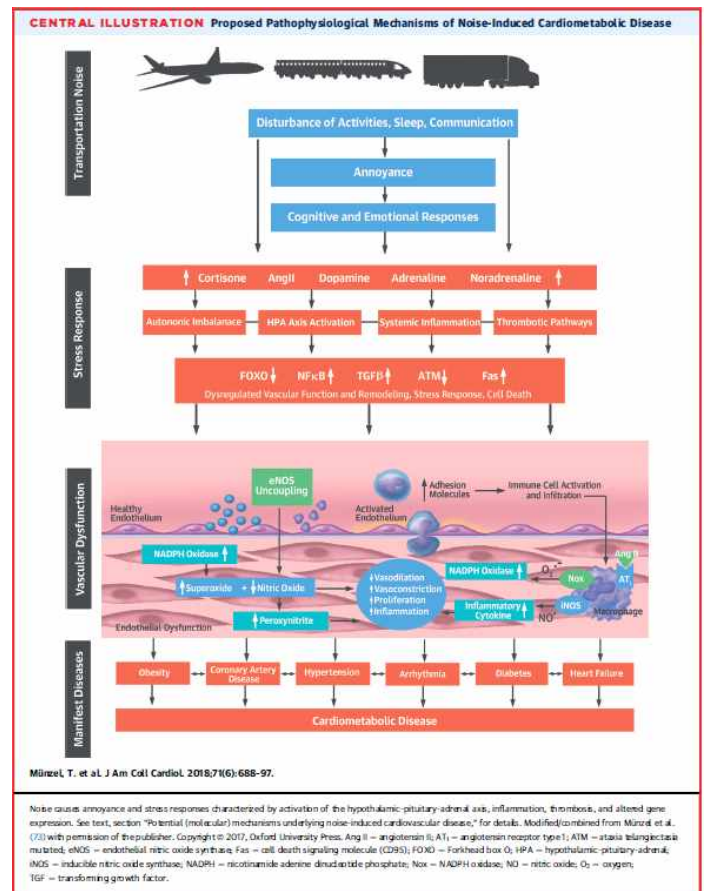 CENTRAL ILLUSTRATION Proposed Pathophysiological Mechanisms of Noise-Induced Cardiometabolic Disease
Transportation Noise
Disturbance of Activities, Sleep, Communication
Annoyance
Cognitive and Emotional Responses
Stress Response
↑ Cortisone AngII Dopamine Adrenaline Noradrenaline ↑
Autononic Imbalanace
HPA Axis Activation
Systemic Inflammation
Thrombotic Pathways
FOXO↓ NFκB↑ TGFβ↑ ATM↓ Fas↑
Dysregulated Vascular Function and Remodeling, Stress Response, Cell Death
Vascular Dysfunction
eNOS
Uncoupling
↑ Adhesion
Molecules
Immune Cell Activation
and Infiltration
Healthy
Endothelium
Activated
Endothelium
NADPH Oxidase ↑
↑Superoxide + ↓Nitric Oxide
↑ Peroxynitrite
Endothelial Dysfunction
↓Vasodilation
↑Vasoconstriction
↑Proliferation
↑Inflammation
NADPH Oxidase ↑
Inflammatory
Cytokine ↑
O₂•⁻
NO•
Nox
iNOS
Ang II
AT₁
Macrophage
Manifest Diseases
Obesity
Coronary Artery
Disease
Hypertension
Arrhythmia
Diabetes
Heart Failure
Cardiometabolic Disease
Münzel, T. et al. J Am Coll Cardiol. 2018;71(6):688–97.
Noise causes annoyance and stress responses characterized by activation of the hypothalamic-pituitary-adrenal axis, inflammation, thrombosis, and altered gene
expression. See text, section "Potential (molecular) mechanisms underlying noise-induced cardiovascular disease," for details. Modified/combined from Münzel et al.
(73) with permission of the publisher. Copyright © 2017, Oxford University Press. Ang II = angiotensin II; AT₁ = angiotensin receptor type 1; ATM = ataxia telangiectasia
mutated; eNOS = endothelial nitric oxide synthase; Fas = cell death signaling molecule (CD95); FOXO = Forkhead box O; HPA = hypothalamic-pituitary-adrenal;
iNOS = inducible nitric oxide synthase; NADPH = nicotinamide adenine dinucleotide phosphate; Nox = NADPH oxidase; NO = nitric oxide; O₂ = oxygen;
TGF = transforming growth factor.